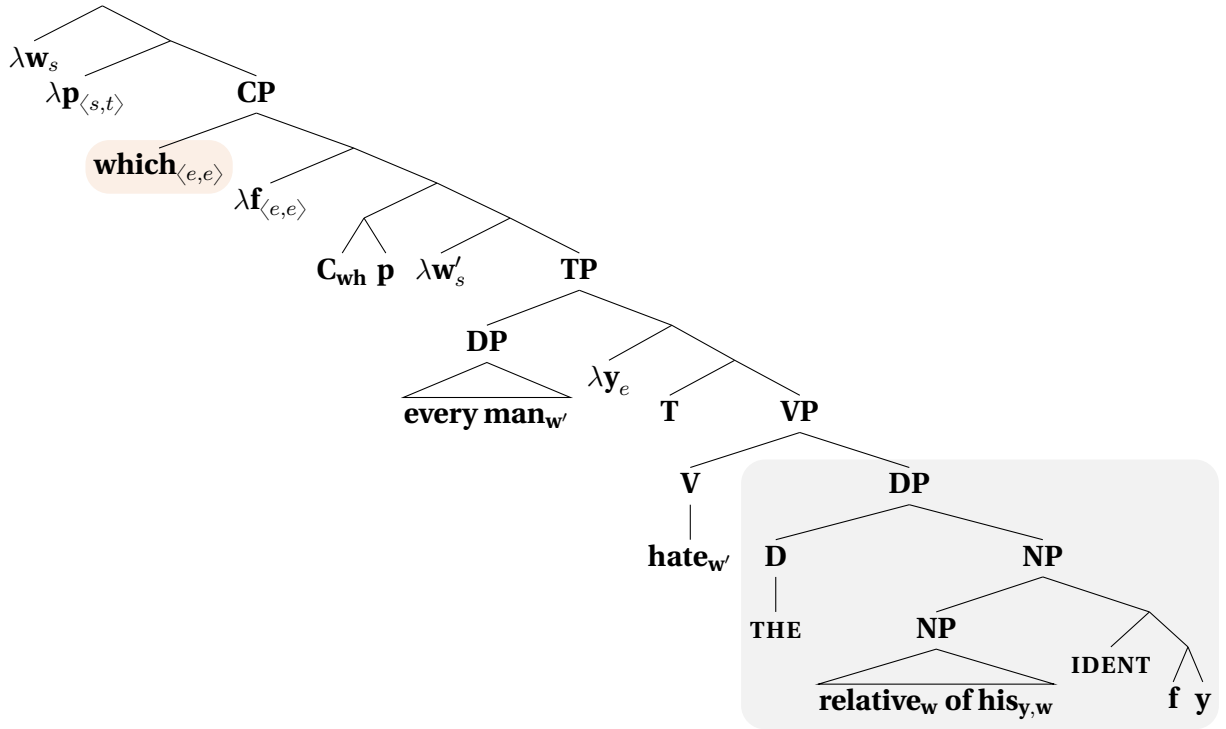 λw_s
λp_⟨s,t⟩
CP
which_⟨e,e⟩
λf_⟨e,e⟩
C_wh p λw′_s
TP
DP
every man_w′
λy_e
T
VP
V
DP
hate_w′
D
NP
THE
NP
IDENT
relative_w of his_y,w
f y